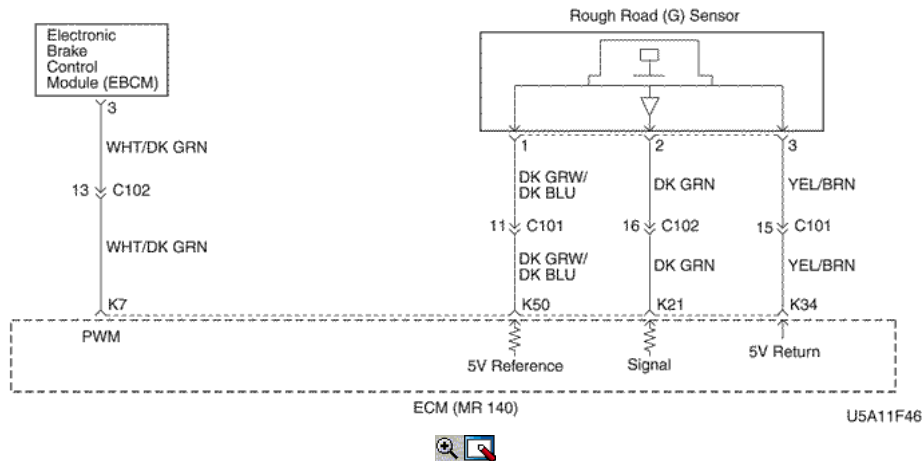 Rough Road (G) Sensor
Electronic
Brake
Control
Module (EBCM)
3
1
2
3
WHT/DK GRN
DK GRW/
DK BLU
DK GRN
YEL/BRN
13
C102
11
C101
16
C102
15
C101
WHT/DK GRN
DK GRW/
DK BLU
DK GRN
YEL/BRN
K7
K50
K21
K34
PWM
5V Reference
Signal
5V Return
ECM (MR 140)
U5A11F46